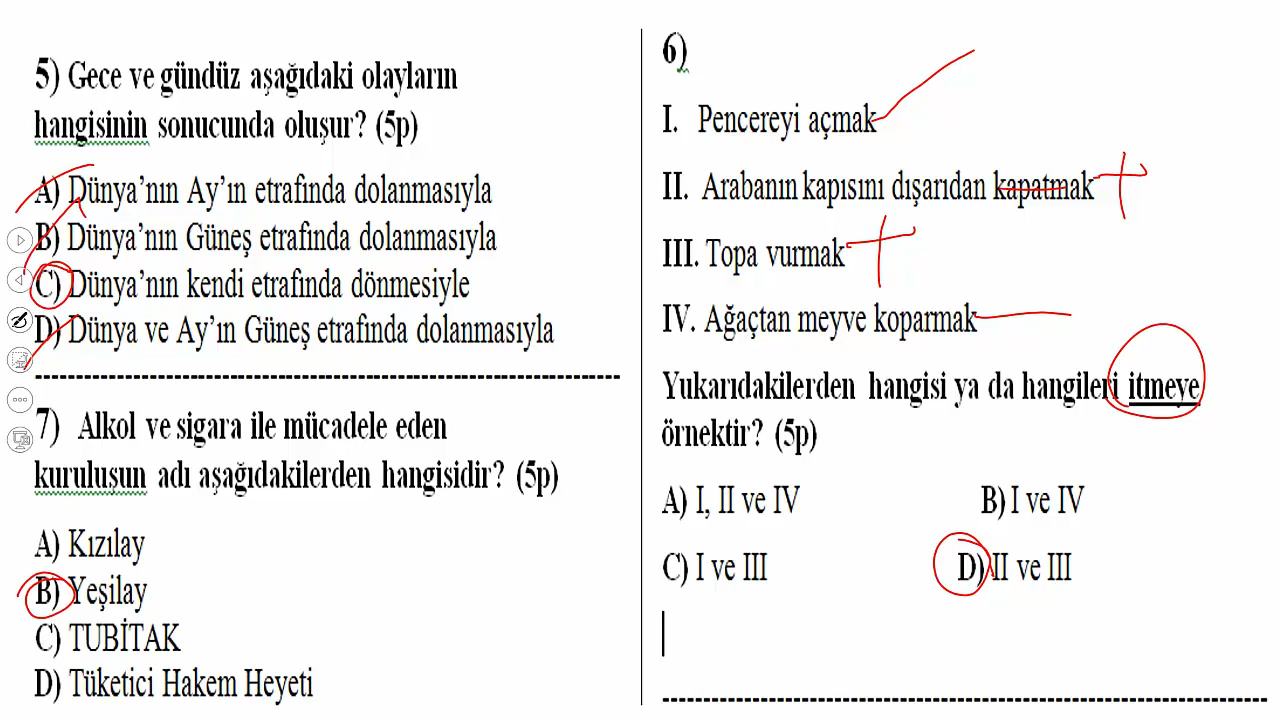 5) Gece ve gündüz aşağıdaki olayların
hangisinin sonucunda oluşur? (5p)
A) Dünya’nın Ay’ın etrafında dolanmasıyla
B) Dünya’nın Güneş etrafında dolanmasıyla
C) Dünya’nın kendi etrafında dönmesiyle
D) Dünya ve Ay’ın Güneş etrafında dolanmasıyla
7) Alkol ve sigara ile mücadele eden
kuruluşun adı aşağıdakilerden hangisidir? (5p)
A) Kızılay
B) Yeşilay
C) TUBİTAK
D) Tüketici Hakem Heyeti
6)
I. Pencereyi açmak
II. Arabanın kapısını dışarıdan kapatmak
III. Topa vurmak
IV. Ağaçtan meyve koparmak
Yukarıdakilerden hangisi ya da hangileri itmeye
örnektir? (5p)
A) I, II ve IV B) I ve IV
C) I ve III D) II ve III